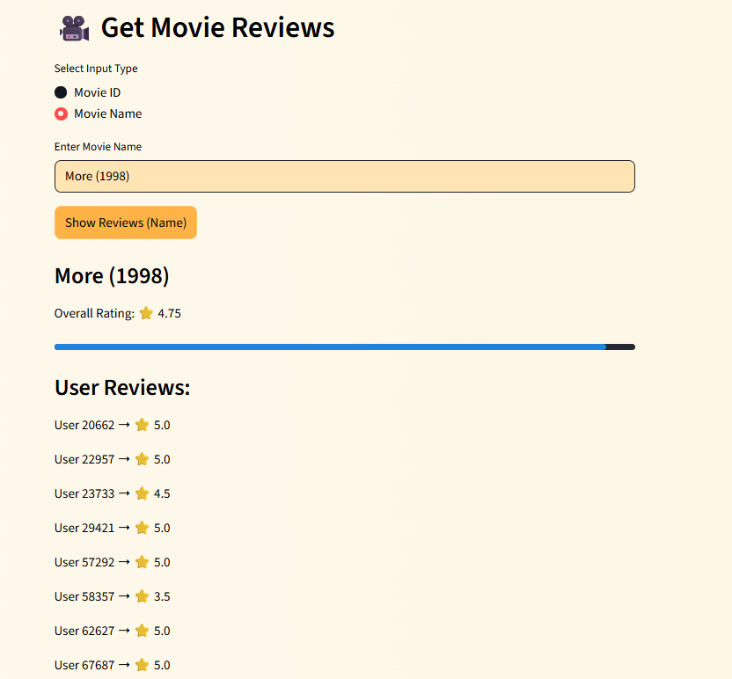 Get Movie Reviews
Select Input Type
Movie ID
Movie Name
Enter Movie Name
More (1998)
Show Reviews (Name)
More (1998)
Overall Rating: ⭐ 4.75
User Reviews:
User 20662 → ⭐ 5.0
User 22957 → ⭐ 5.0
User 23733 → ⭐ 4.5
User 29421 → ⭐ 5.0
User 57292 → ⭐ 5.0
User 58357 → ⭐ 3.5
User 62627 → ⭐ 5.0
User 67687 → ⭐ 5.0